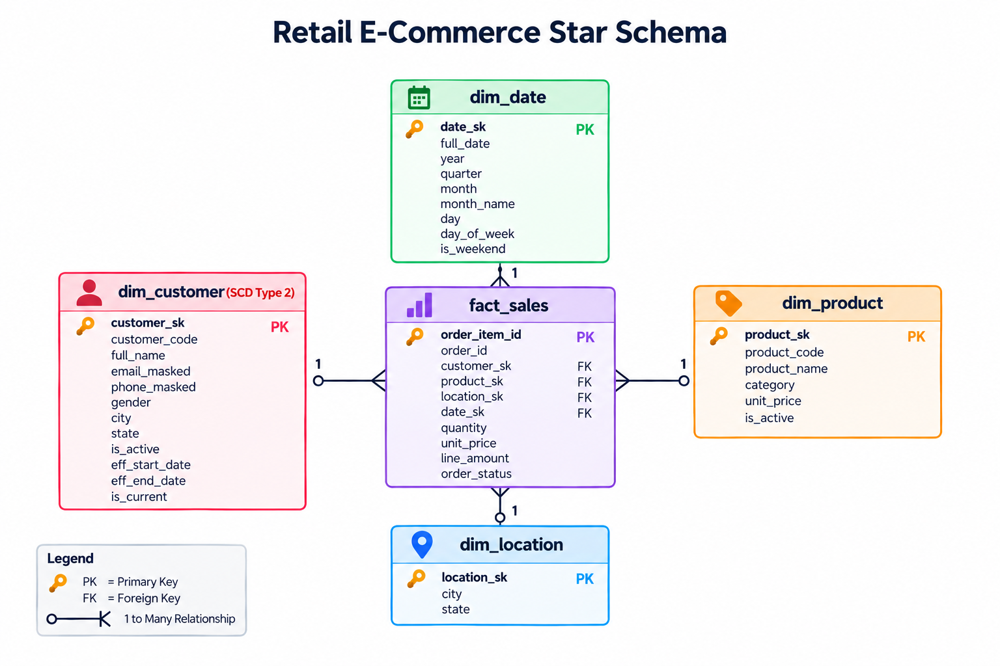 Retail E-Commerce Star Schema
dim_date
date_sk PK
full_date
year
quarter
month
month_name
day
day_of_week
is_weekend
1
dim_customer (SCD Type 2)
customer_sk PK
customer_code
full_name
email_masked
phone_masked
gender
city
state
is_active
eff_start_date
eff_end_date
is_current
1
fact_sales
order_item_id PK
order_id
customer_sk FK
product_sk FK
location_sk FK
date_sk FK
quantity
unit_price
line_amount
order_status
1
dim_product
product_sk PK
product_code
product_name
category
unit_price
is_active
1
dim_location
location_sk PK
city
state
Legend
PK = Primary Key
FK = Foreign Key
1 to Many Relationship